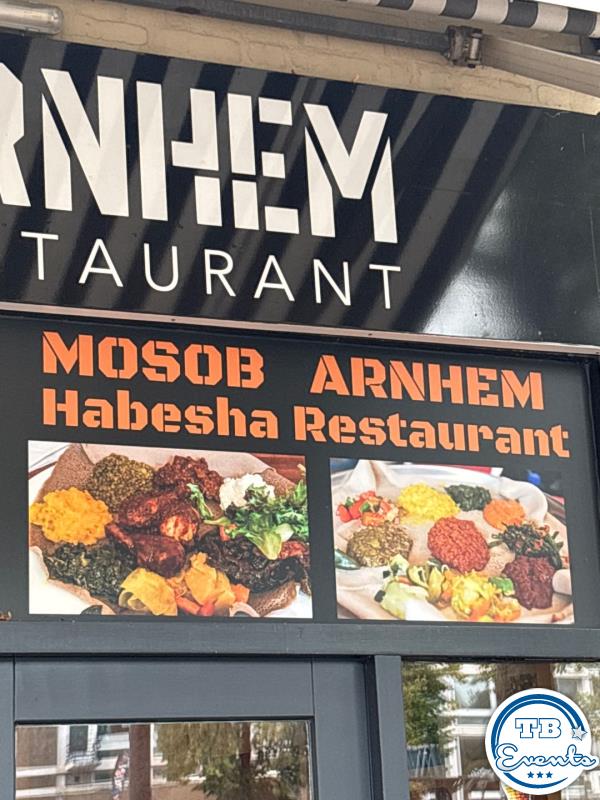 RNHEM
TAURANT
MOSOB ARNHEM
Habesha Restaurant
TB
Events